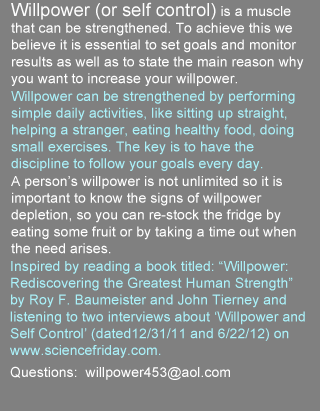 Willpower (or self control) is a muscle
that can be strengthened. To achieve this we
believe it is essential to set goals and monitor
results as well as to state the main reason why
you want to increase your willpower.
Willpower can be strengthened by performing
simple daily activities, like sitting up straight,
helping a stranger, eating healthy food, doing
small exercises. The key is to have the
discipline to follow your goals every day.
A person's willpower is not unlimited so it is
important to know the signs of willpower
depletion, so you can re-stock the fridge by
eating some fruit or by taking a time out when
the need arises.
Inspired by reading a book titled: “Willpower:
Rediscovering the Greatest Human Strength”
by Roy F. Baumeister and John Tierney and
listening to two interviews about ‘Willpower and
Self Control’ (dated12/31/11 and 6/22/12) on
www.sciencefriday.com.
Questions:  willpower453@aol.com